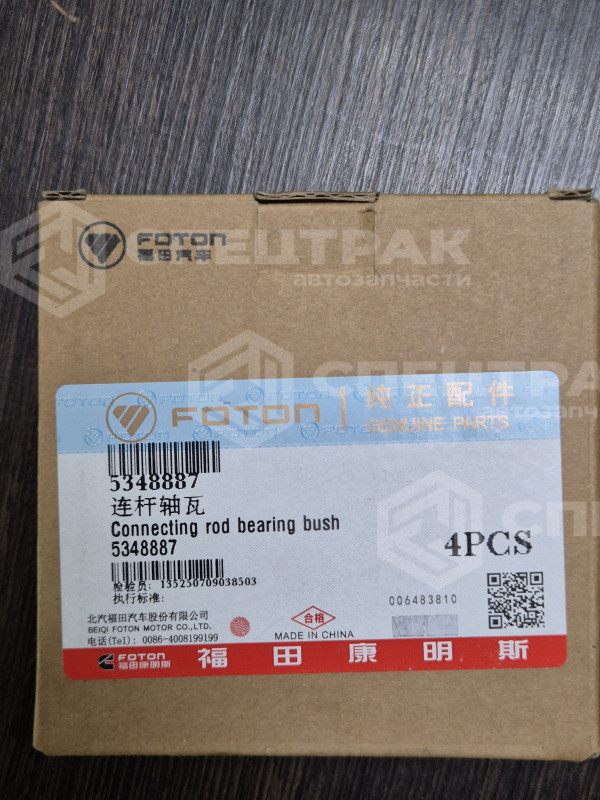 FOTON
福田汽车
СПЕЦТРАК
автозапчасти
СПЕЦТРАК
автозапчасти
FOTON 纯正配件
GENUINE PARTS
5348887
连杆轴瓦
Connecting rod bearing bush
5348887
4PCS
检验员: 135250709038503
执行标准:
006483810
北汽福田汽车股份有限公司
BEIQI FOTON MOTOR CO.,LTD.
电话(Tel): 0086-4008199199
合格
MADE IN CHINA
FOTON
福田康明斯
福田康明斯